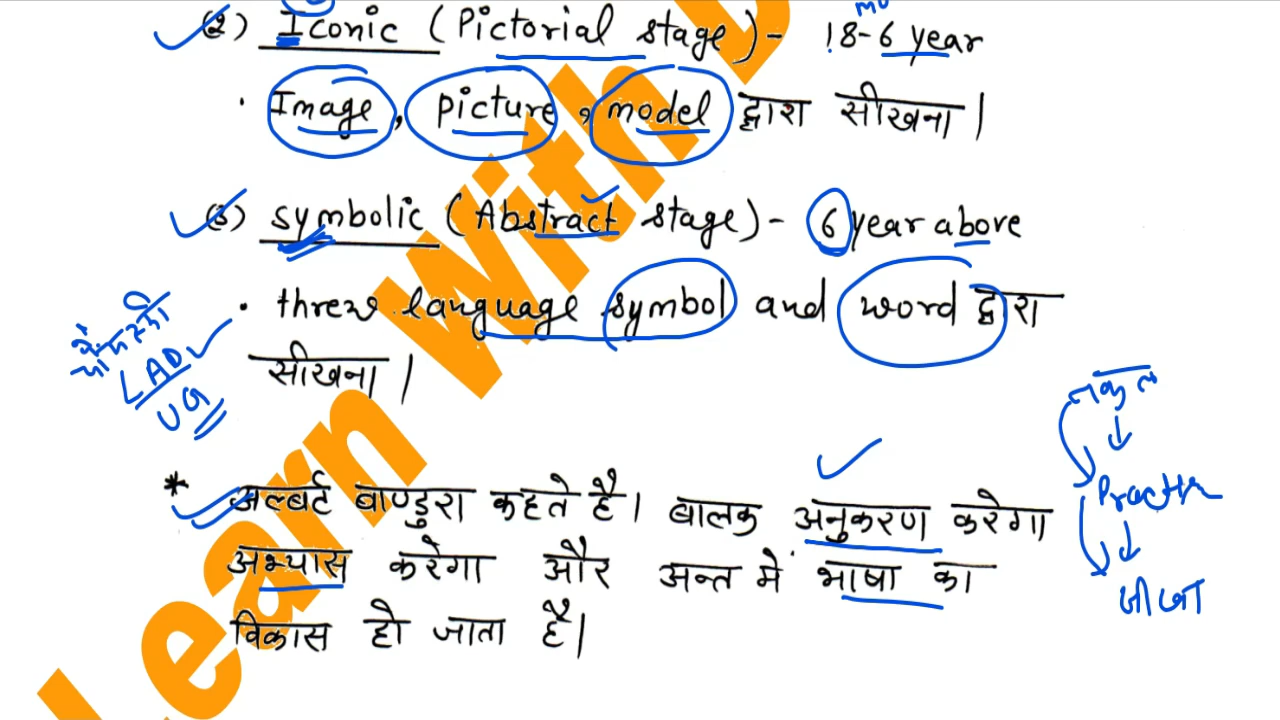 (2) Iconic (Pictorial stage) - 18-6 year
mo
· Image, picture, model द्वारा सीखना।
(3) symbolic (Abstract stage) - 6 year above
· threw language symbol and word द्वारा
सीखना।
LAD
UG
नकल
* अल्बर्ट बाण्डुरा कहते है। बालक अनुकरण करेगा
अभ्यास करेगा और अन्त में भाषा का
विकास हो जाता है।
Learn With